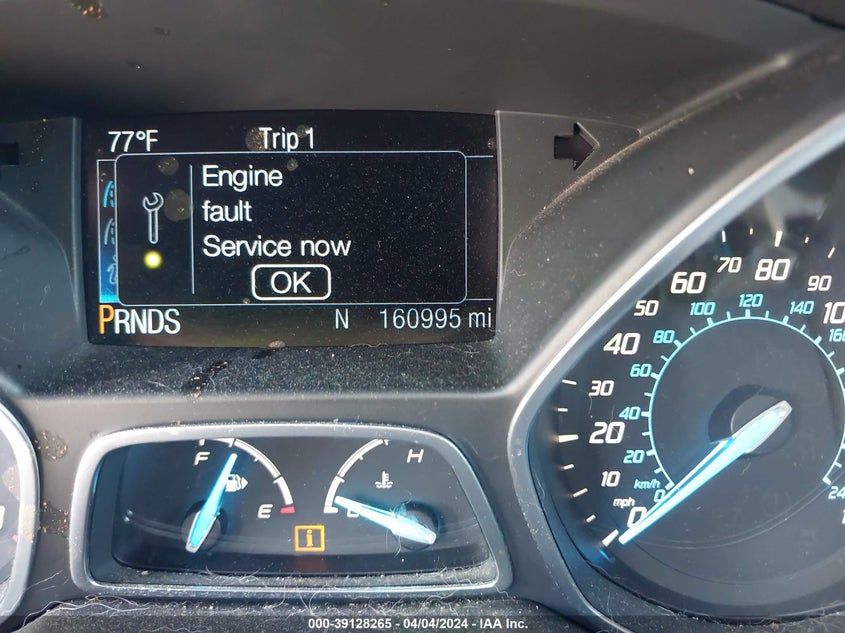 77°F Trip 1
Engine
fault
Service now
OK
PRNDS N 160995 mi
F E
C H
i
mph 0 10 20 30 40 50 60 70 80 90
km/h 0 20 40 60 80 100 120 140
000-39128265 - 04/04/2024 - IAA Inc.